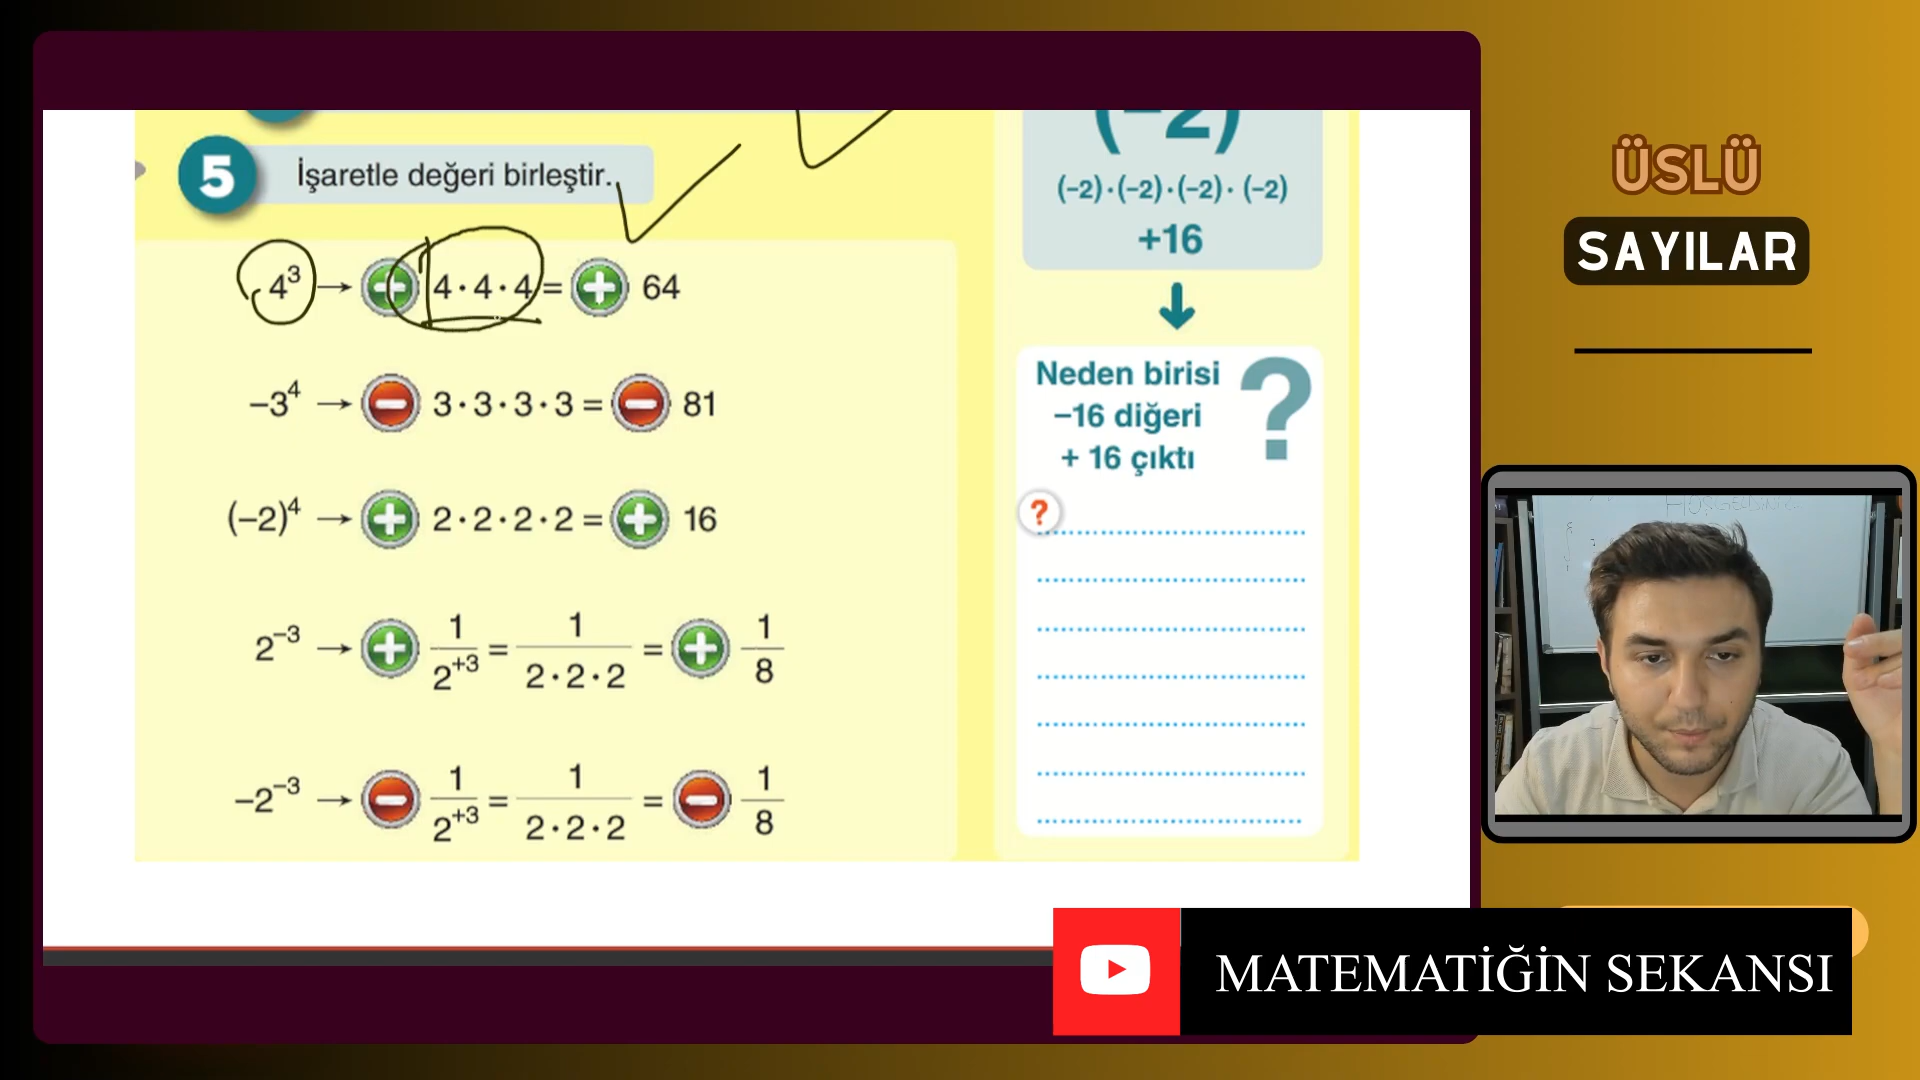 5 İşaretle değeri birleştir.
4³ → + 4 · 4 · 4 = + 64
−3⁴ → − 3 · 3 · 3 · 3 = − 81
(−2)⁴ → + 2 · 2 · 2 · 2 = + 16
2⁻³ → + 1/2⁺³ = 1/(2 · 2 · 2) = + 1/8
−2⁻³ → − 1/2⁺³ = 1/(2 · 2 · 2) = − 1/8
(−2)
(−2) · (−2) · (−2) · (−2)
+16
Neden birisi
−16 diğeri
+ 16 çıktı
?
?
ÜSLÜ
SAYILAR
MATEMATİĞİN SEKANSI